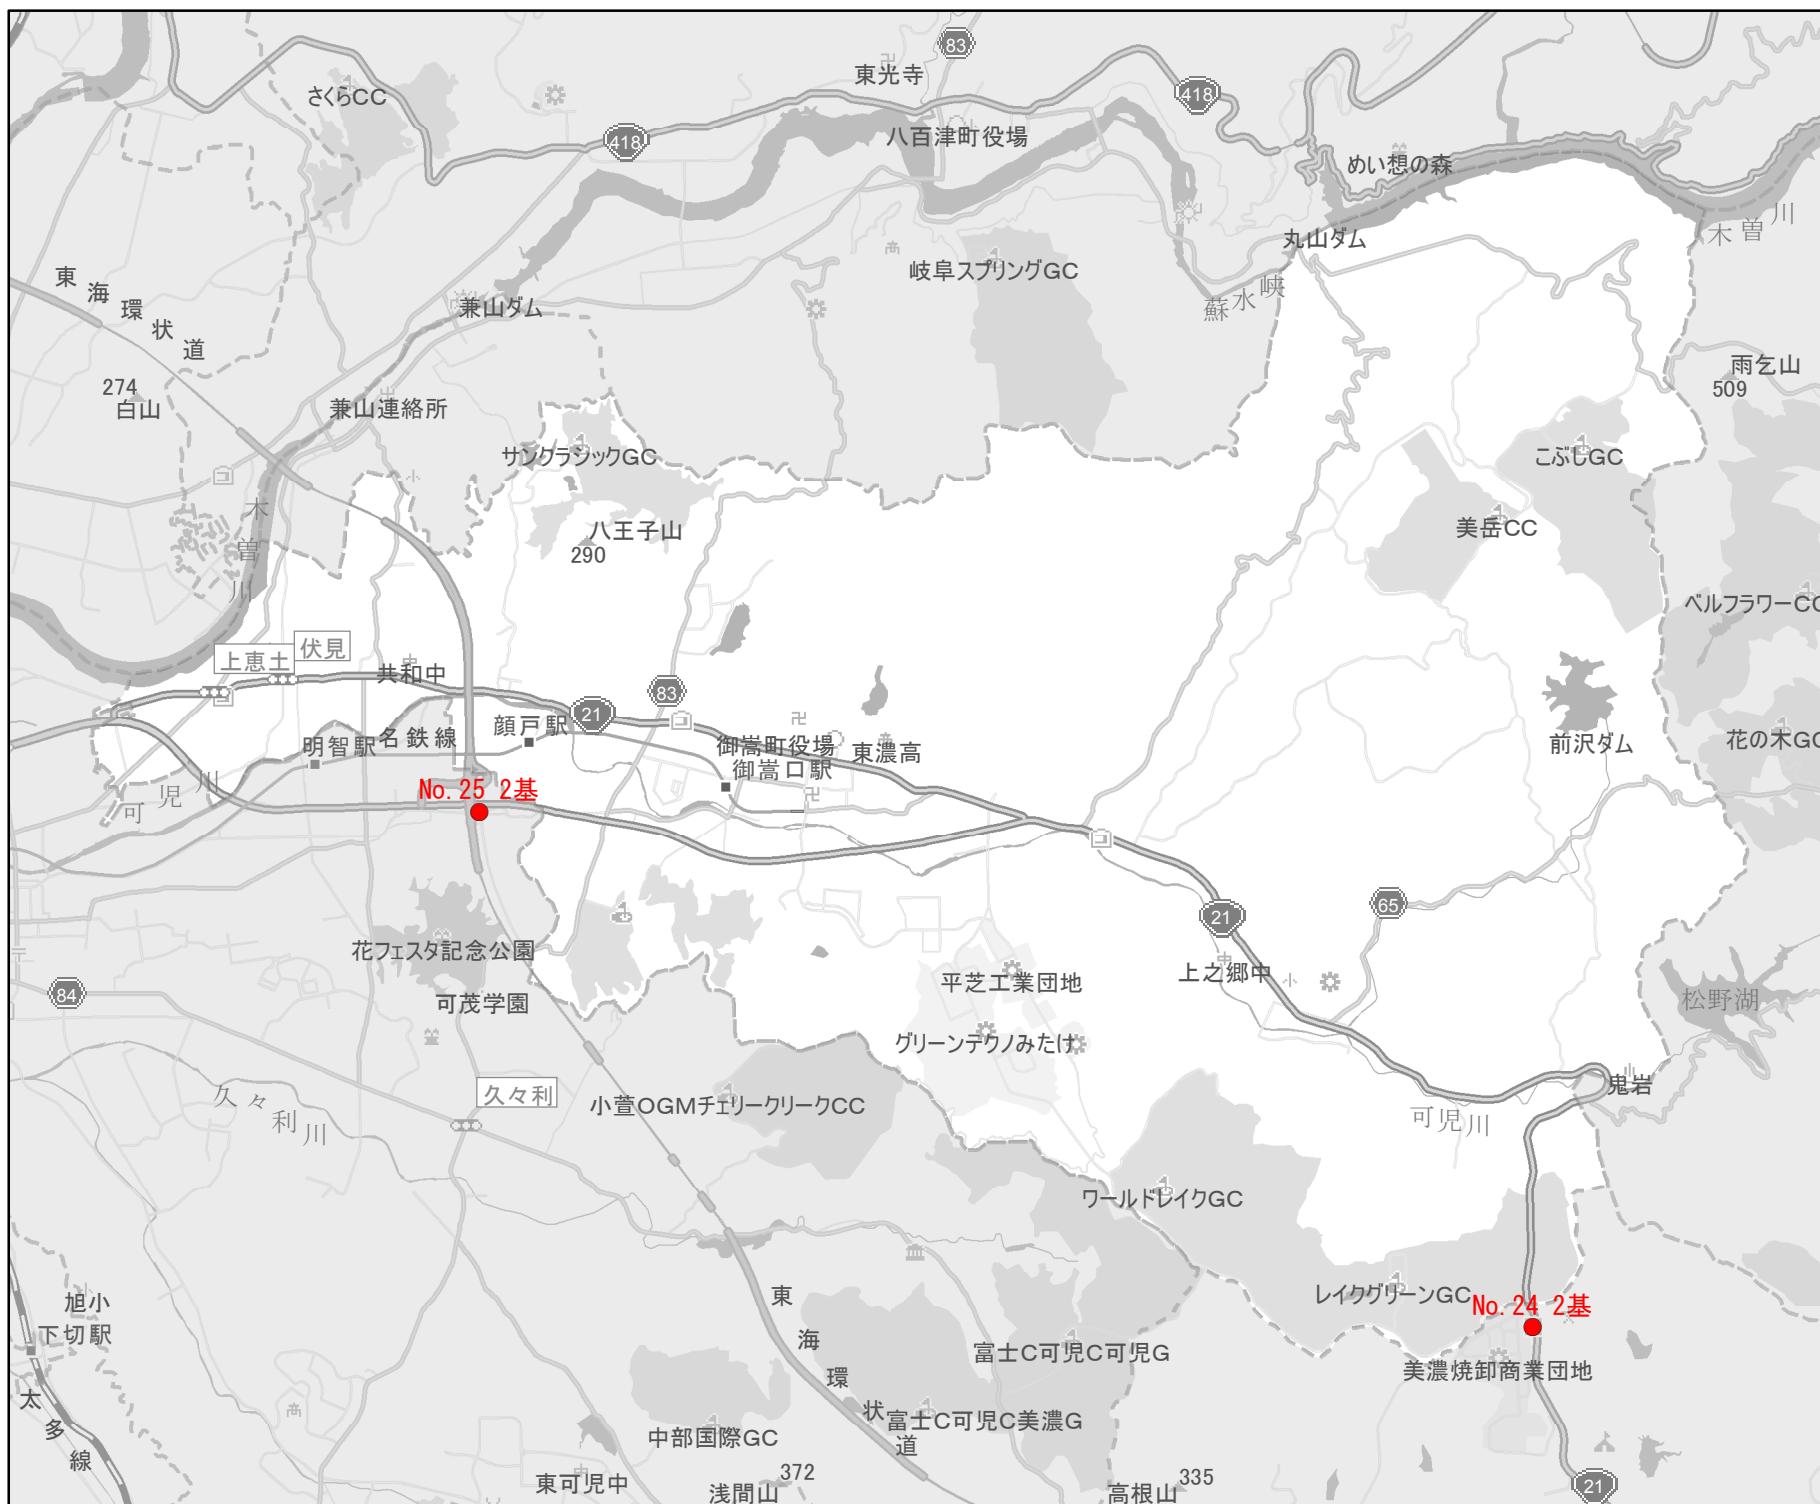 83
東光寺
さくらCC
418
418
八百津町役場
めい想の森
木曽川
丸山ダム
岐阜スプリングGC
蘇水峡
東海環状道
兼山ダム
雨乞山
509
274
白山
兼山連絡所
サンクラシックGC
こぶしGC
木曽川
八王子山
290
美岳CC
ベルフラワーCC
伏見
上恵土
共和中
83
21
顔戸駅
名鉄線
明智駅
御嵩町役場
東濃高
御嵩口駅
前沢ダム
花の木GC
可児川
No.25 2基
65
21
花フェスタ記念公園
上之郷中
平芝工業団地
84
可茂学園
松野湖
グリーンテクノみたけ
久々利
小萱OGMチェリークリークCC
鬼岩
久々利川
可児川
ワールドレイクGC
レイクグリーンGC
No.24 2基
旭小
下切駅
東海環状道
富士C可児C可児G
美濃焼卸商業団地
太多線
富士C可児C美濃G
中部国際GC
東可児中
372
浅間山
335
高根山
21
中
小
中
小
小